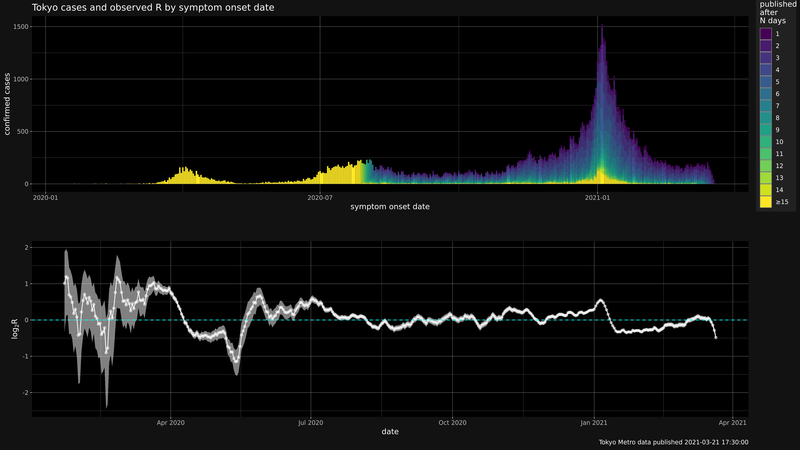 Tokyo cases and observed R by symptom onset date
published
after
N days
1
2
3
4
5
6
7
8
9
10
11
12
13
14
≥15
1500
1000
500
0
confirmed cases
2020-01
2020-07
2021-01
symptom onset date
2
1
0
-1
-2
log₂R
Apr 2020
Jul 2020
Oct 2020
Jan 2021
Apr 2021
date
Tokyo Metro data published 2021-03-21 17:30:00